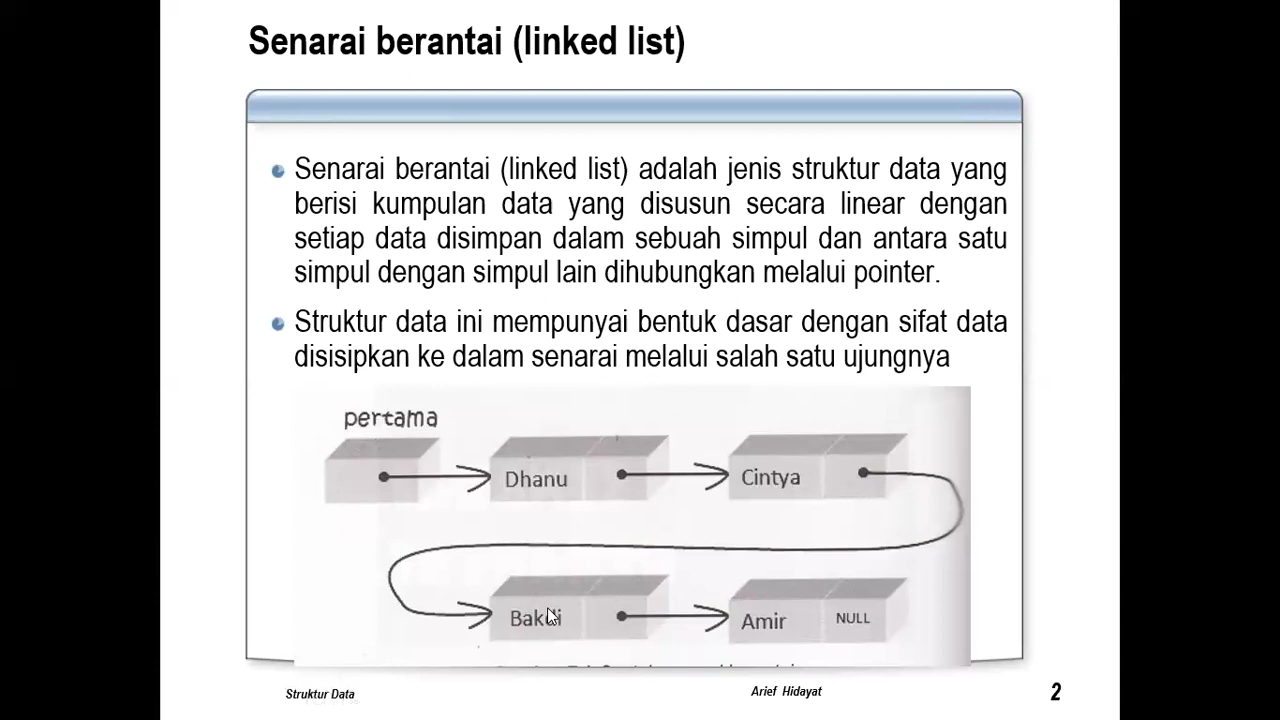 Senarai berantai (linked list)
Senarai berantai (linked list) adalah jenis struktur data yang
berisi kumpulan data yang disusun secara linear dengan
setiap data disimpan dalam sebuah simpul dan antara satu
simpul dengan simpul lain dihubungkan melalui pointer.
Struktur data ini mempunyai bentuk dasar dengan sifat data
disisipkan ke dalam senarai melalui salah satu ujungnya
pertama
Dhanu
Cintya
Amir
NULL
Struktur Data
Arief Hidayat
2